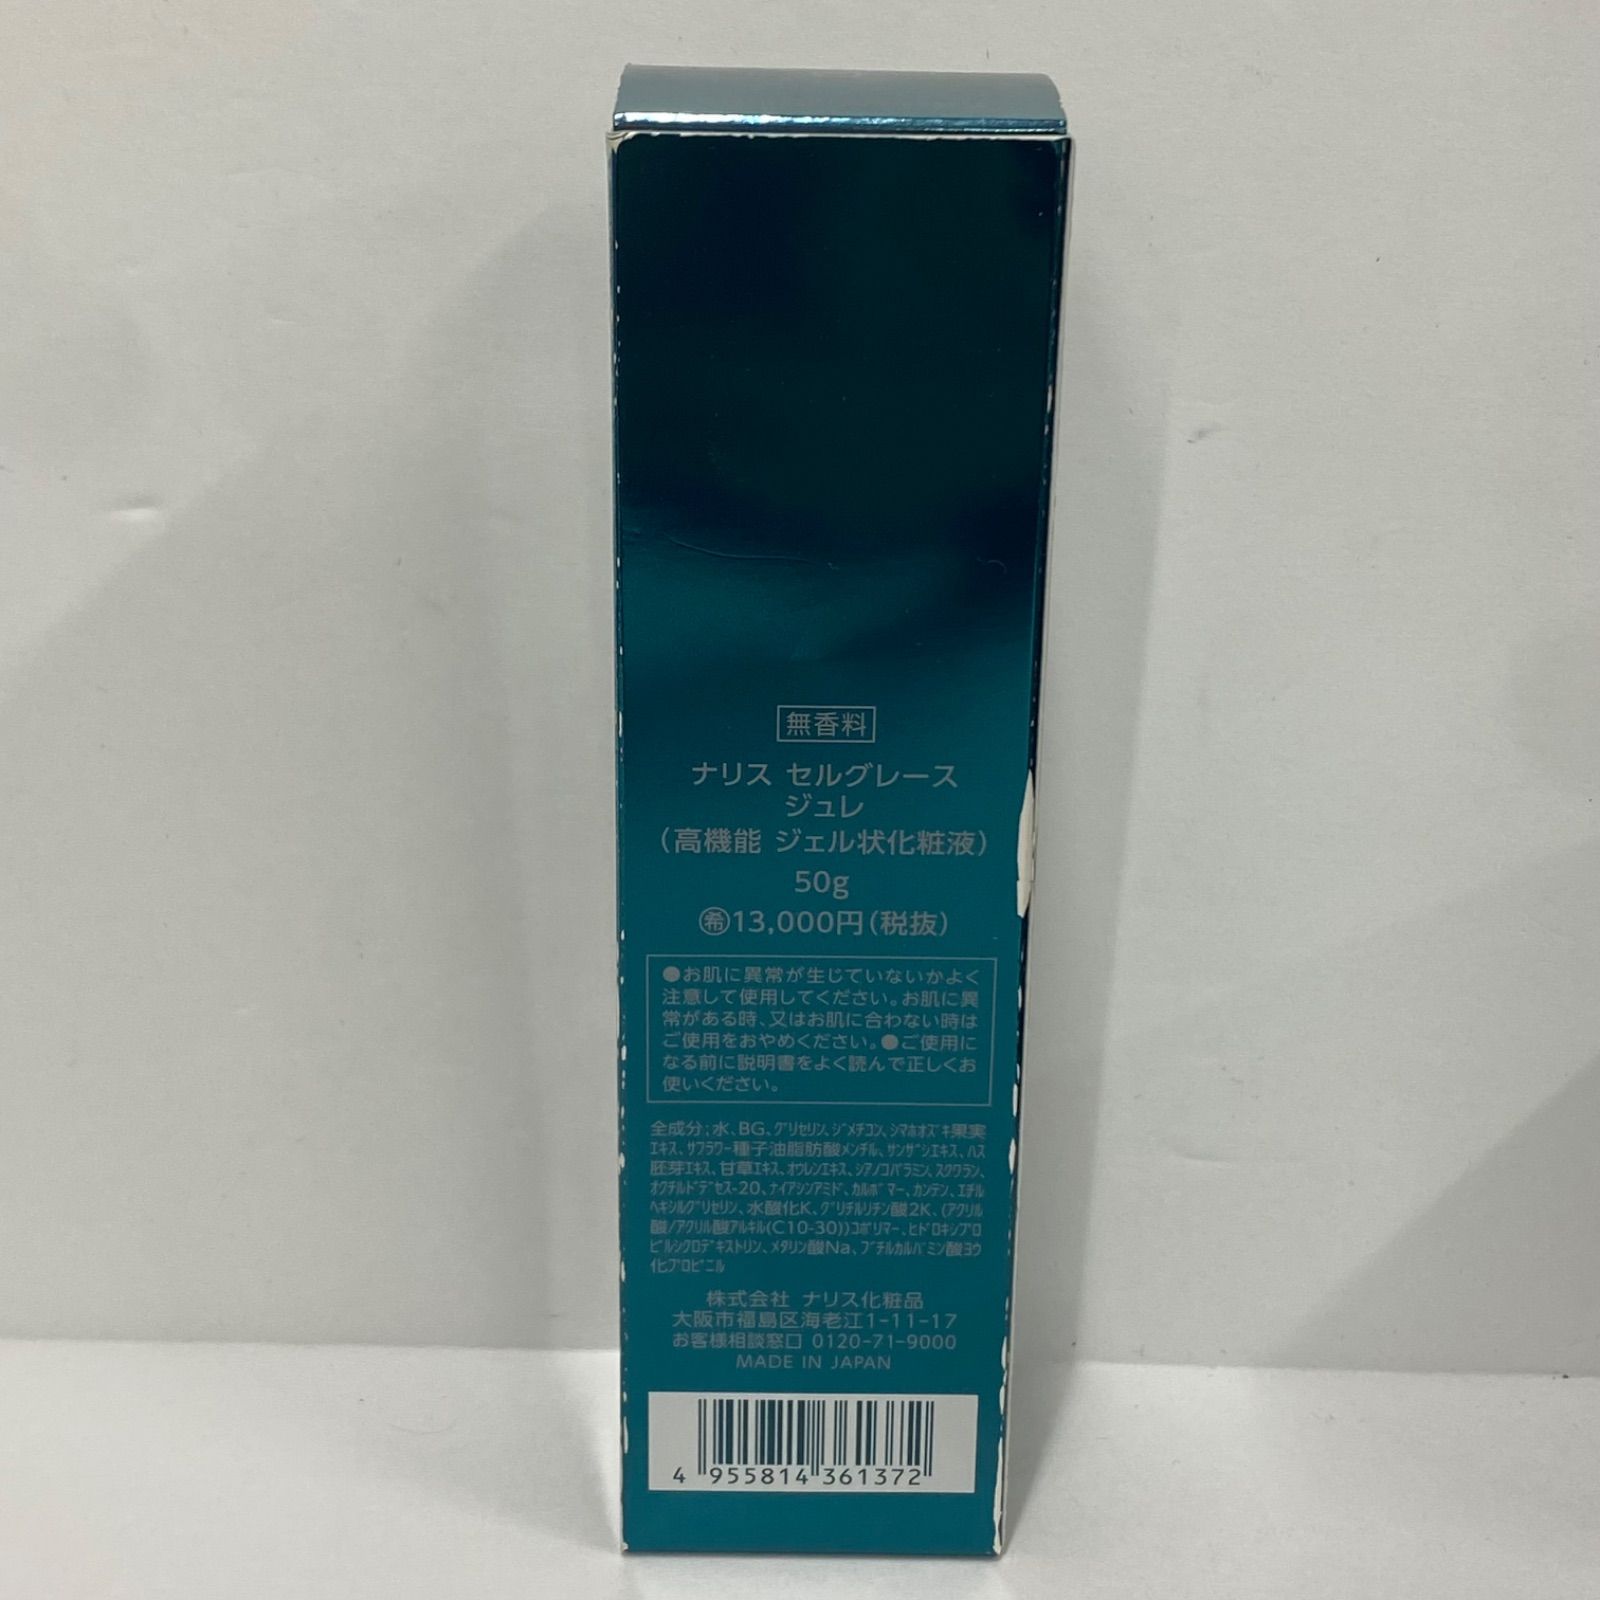 無香料
ナリス セルグレース
ジュレ
(高機能 ジェル状化粧液)
50g
㊒13,000円(税抜)
●お肌に異常が生じていないかよく
注意して使用してください。お肌に異
常がある時、又はお肌に合わない時は
ご使用をおやめください。●ご使用に
なる前に説明書をよく読んで正しくお
使いください。
全成分:水、BG、グリセリン、ジメチコン、シマホオズキ果実
エキス、サフラワー種子油脂肪酸メンチル、サンザシエキス、ハス
胚芽エキス、甘草エキス、オウレンエキス、シアノコバラミン、スクワラン、
オクチルドデセス-20、ナイアシンアミド、カルボマー、カンテン、エチル
ヘキシルグリセリン、水酸化K、グリチルリチン酸2K、(アクリル
酸/アクリル酸アルキル(C10-30))コポリマー、ヒドロキシプロ
ピルシクロデキストリン、メタリン酸Na、ブチルカルバミン酸ヨウ
化プロピニル
株式会社 ナリス化粧品
大阪市福島区海老江1-11-17
お客様相談窓口 0120-71-9000
MADE IN JAPAN
4 955814 361372